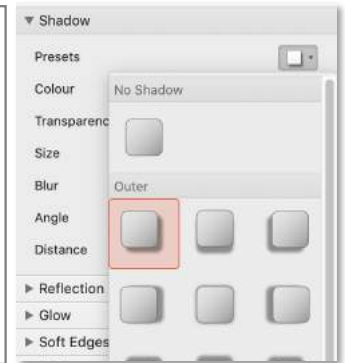 Shadow
Presets
Colour
No Shadow
Transparenc
Size
Blur
Outer
Angle
Distance
Reflection
Glow
Soft Edges